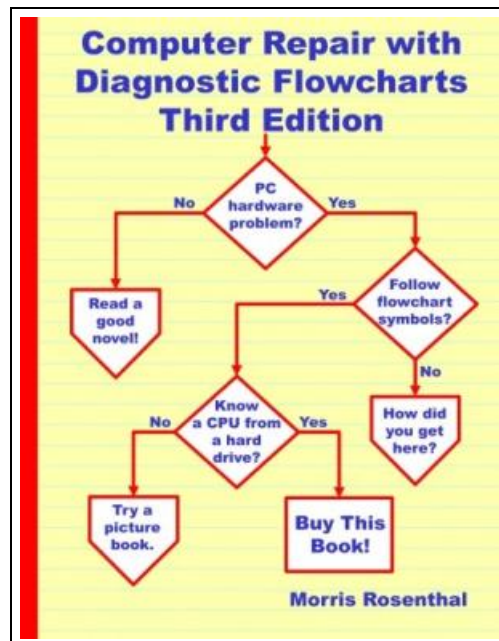 Computer Repair with
Diagnostic Flowcharts
Third Edition
PC
hardware
problem?
No
Yes
Read a
good
novel!
Follow
flowchart
symbols?
Yes
No
Know
a CPU from
a hard
drive?
How did
you get
here?
No
Yes
Try a
picture
book.
Buy This
Book!
Morris Rosenthal